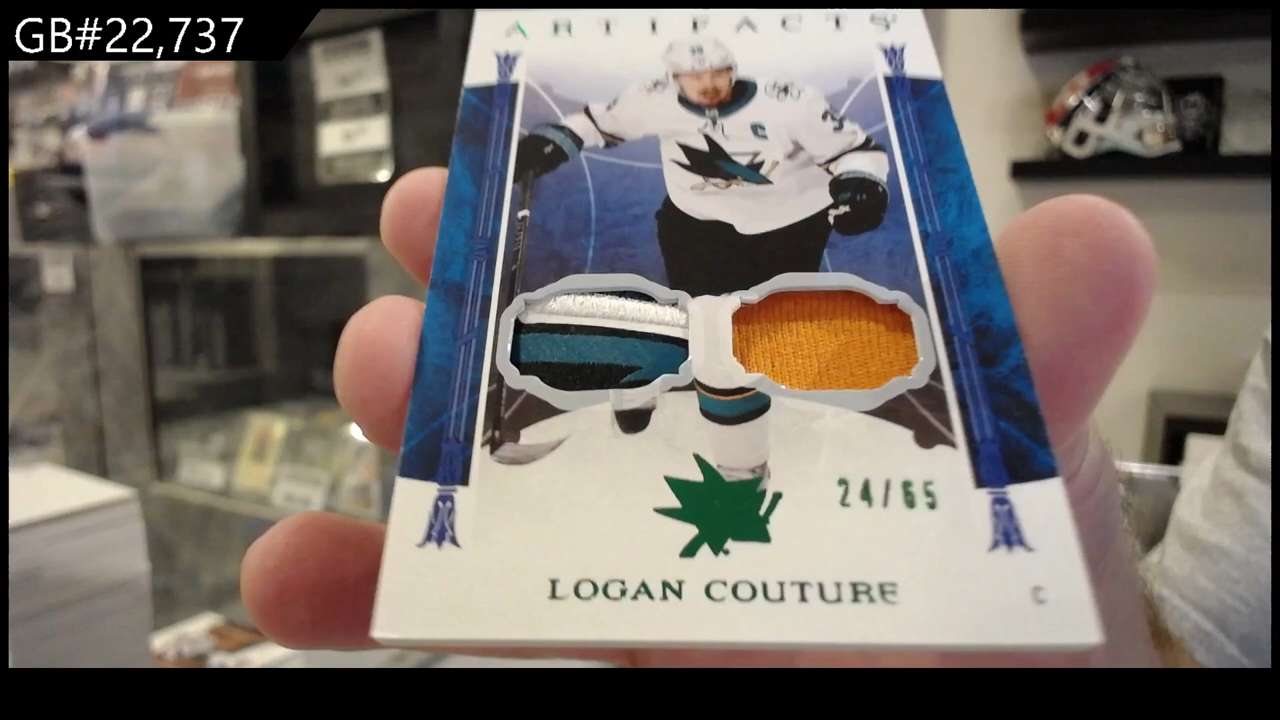 GB#22,737
ARTIFACTS
C
24/65
LOGAN COUTURE
C